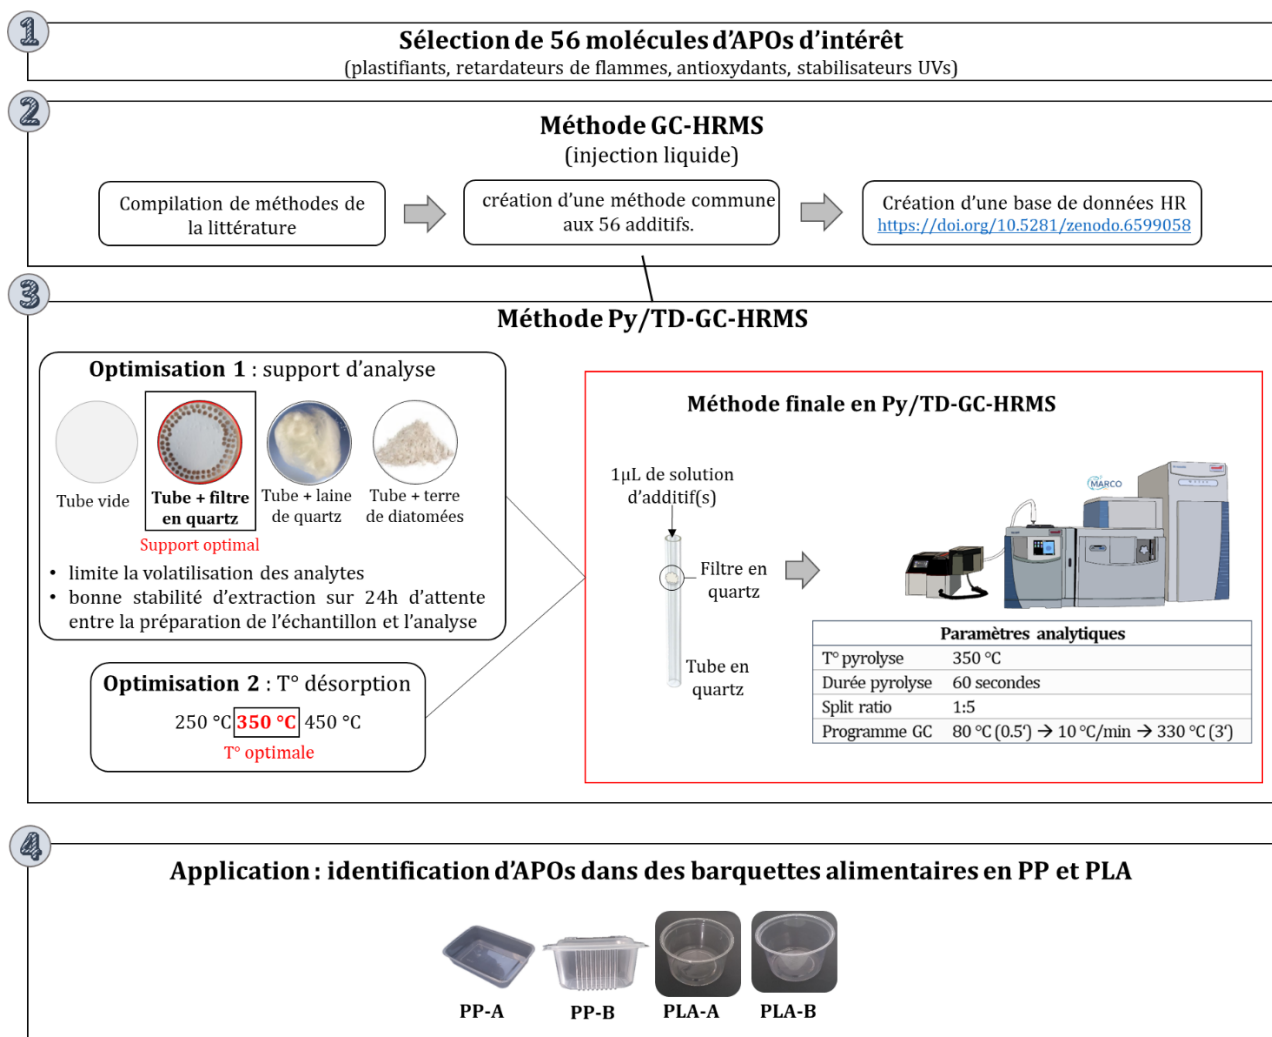 1
Sélection de 56 molécules d'APOs d'intérêt
(plastifiants, retardateurs de flammes, antioxydants, stabilisateurs UVs)
2
Méthode GC-HRMS
(injection liquide)
Compilation de méthodes de
la littérature
création d'une méthode commune
aux 56 additifs.
Création d'une base de données HR
https://doi.org/10.5281/zenodo.6599058
3
Méthode Py/TD-GC-HRMS
Optimisation 1 : support d'analyse
Tube vide
Tube + filtre
en quartz
Tube + laine
de quartz
Tube + terre
de diatomées
Support optimal
• limite la volatilisation des analytes
• bonne stabilité d'extraction sur 24h d'attente
entre la préparation de l'échantillon et l'analyse
Optimisation 2 : T° désorption
250 °C 350 °C 450 °C
T° optimale
Méthode finale en Py/TD-GC-HRMS
1µL de solution
d'additif(s)
Filtre en
quartz
Tube en
quartz
MARCO
Paramètres analytiques
T° pyrolyse 350 °C
Durée pyrolyse 60 secondes
Split ratio 1:5
Programme GC 80 °C (0.5‘) → 10 °C/min → 330 °C (3‘)
4
Application : identification d'APOs dans des barquettes alimentaires en PP et PLA
PP-A
PP-B
PLA-A
PLA-B